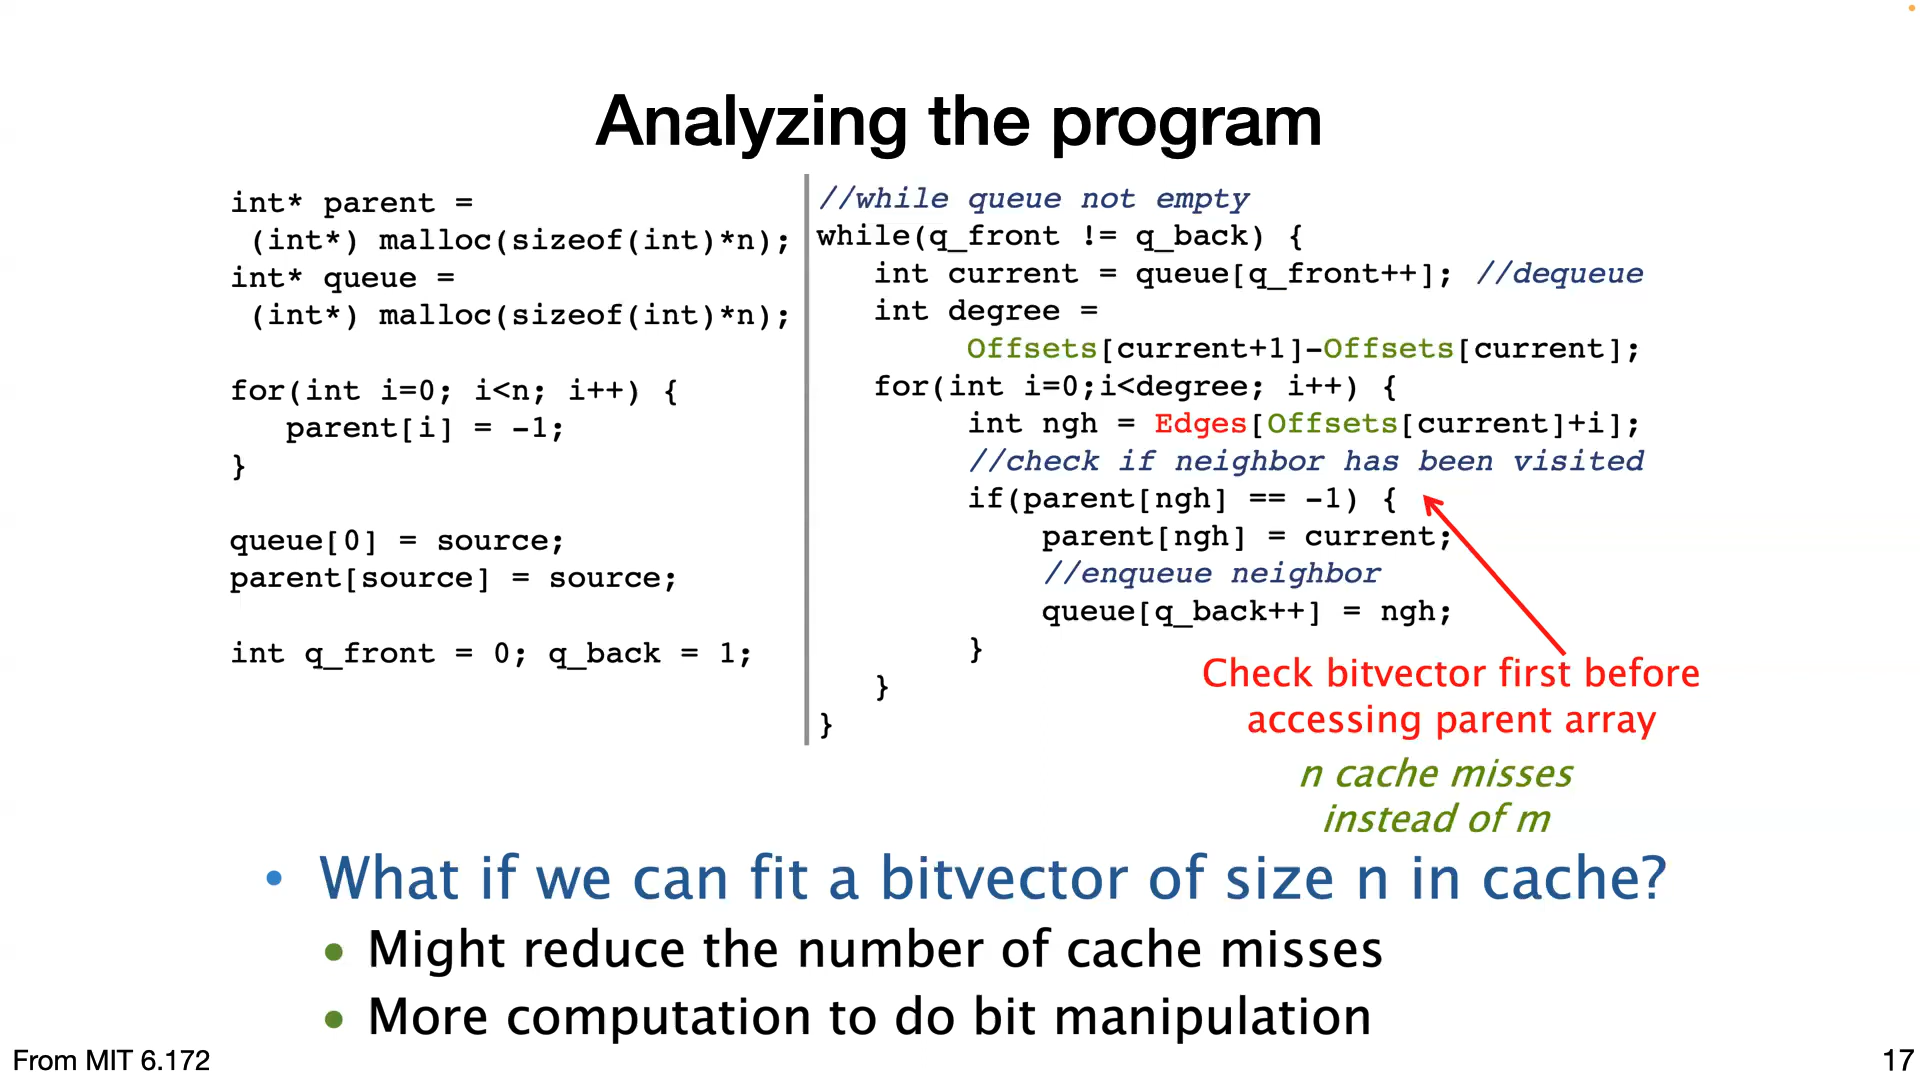 Analyzing the program
int* parent =
 (int*) malloc(sizeof(int)*n);
int* queue =
 (int*) malloc(sizeof(int)*n);
for(int i=0; i<n; i++) {
   parent[i] = -1;
}
queue[0] = source;
parent[source] = source;
int q_front = 0; q_back = 1;
//while queue not empty
while(q_front != q_back) {
   int current = queue[q_front++]; //dequeue
   int degree =
        Offsets[current+1]-Offsets[current];
   for(int i=0;i<degree; i++) {
        int ngh = Edges[Offsets[current]+i];
        //check if neighbor has been visited
        if(parent[ngh] == -1) {
            parent[ngh] = current;
            //enqueue neighbor
            queue[q_back++] = ngh;
        }
   }
}
Check bitvector first before
accessing parent array
n cache misses
instead of m
• What if we can fit a bitvector of size n in cache?
• Might reduce the number of cache misses
• More computation to do bit manipulation
From MIT 6.172
17